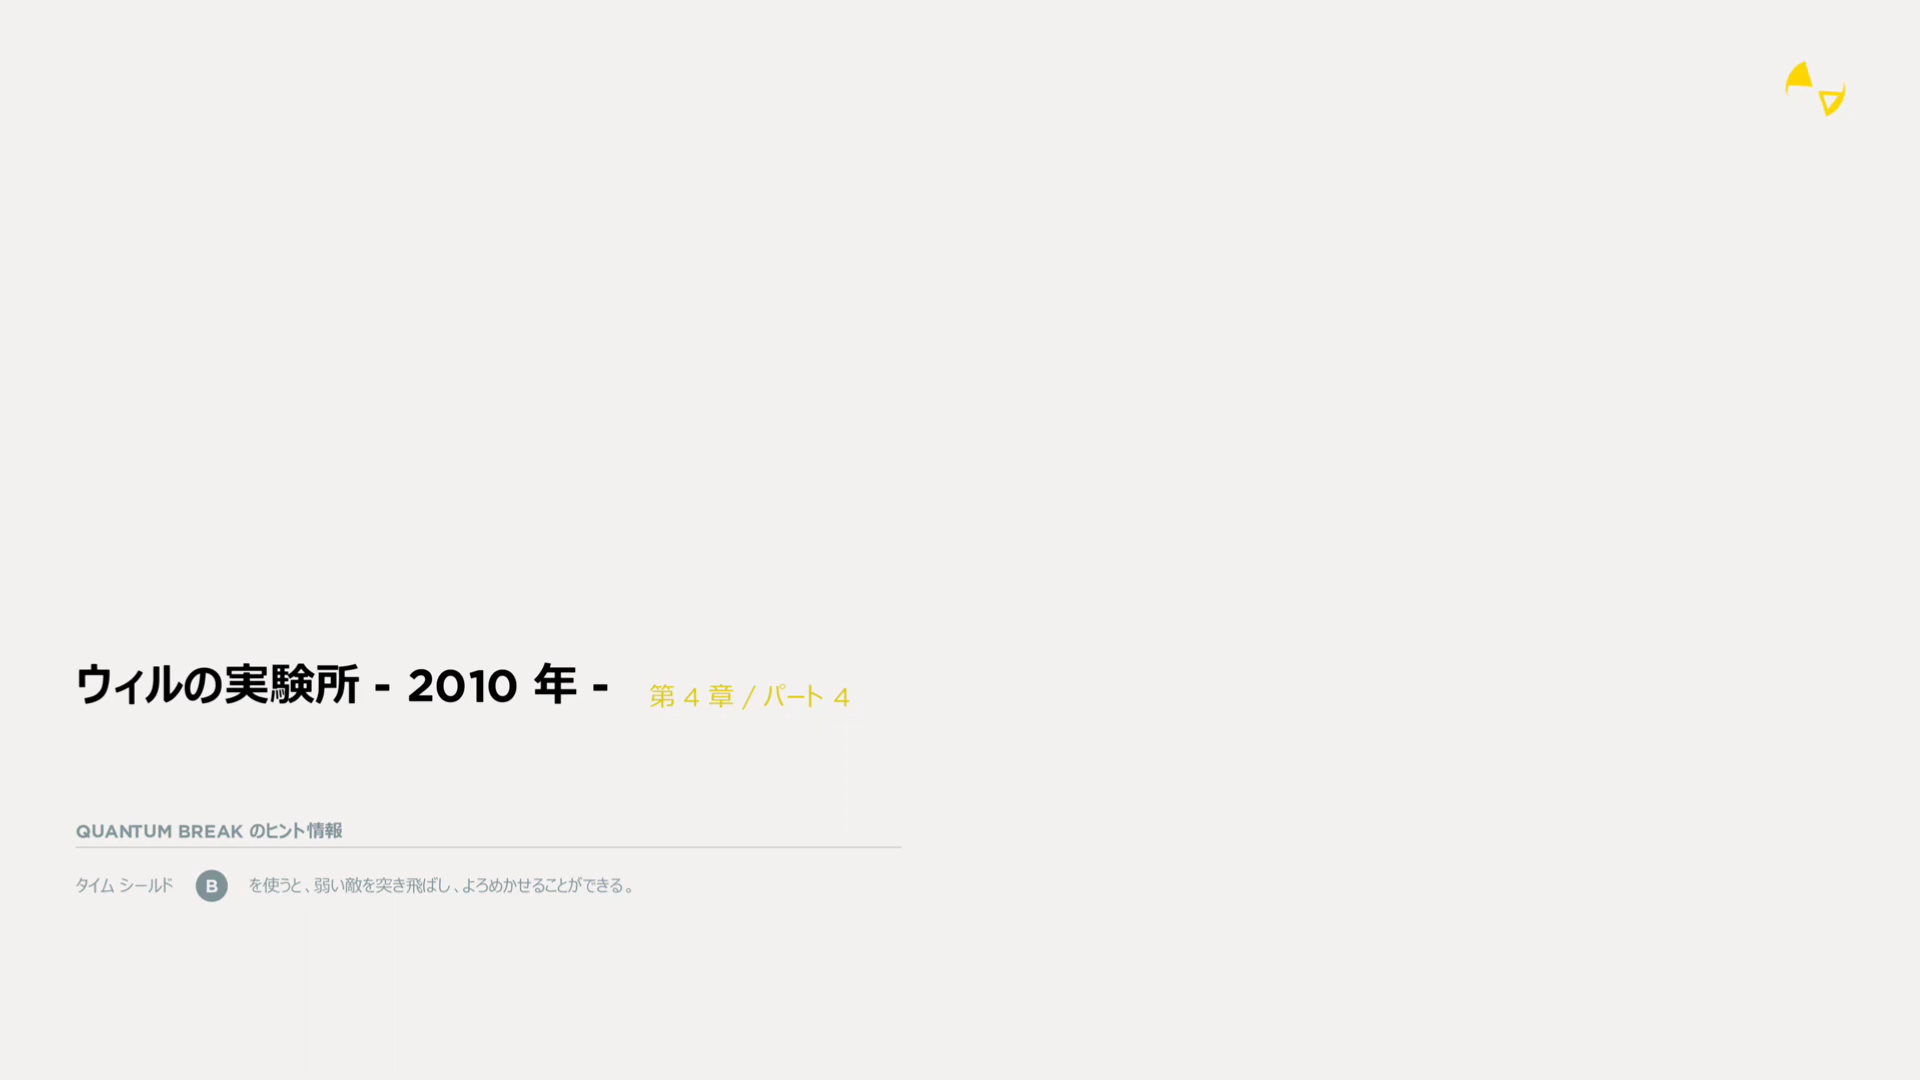 ウィルの実験所 - 2010 年 - 第 4 章 / パート 4
QUANTUM BREAK のヒント情報
タイム シールド B を使うと、弱い敵を突き飛ばし、よろめかせることができる。